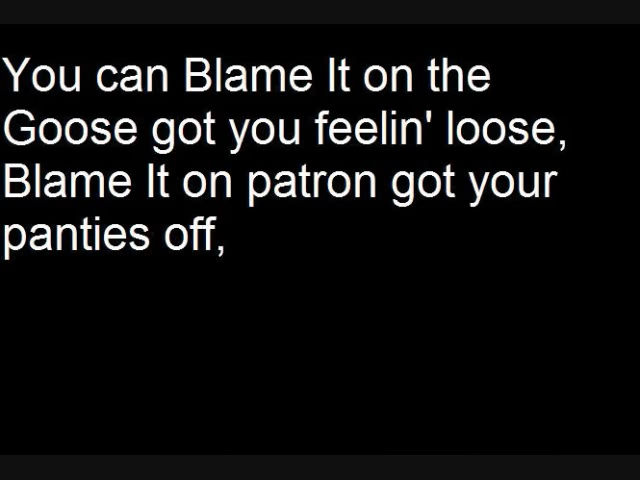 You can Blame It on the
Goose got you feelin' loose,
Blame It on patron got your
panties off,